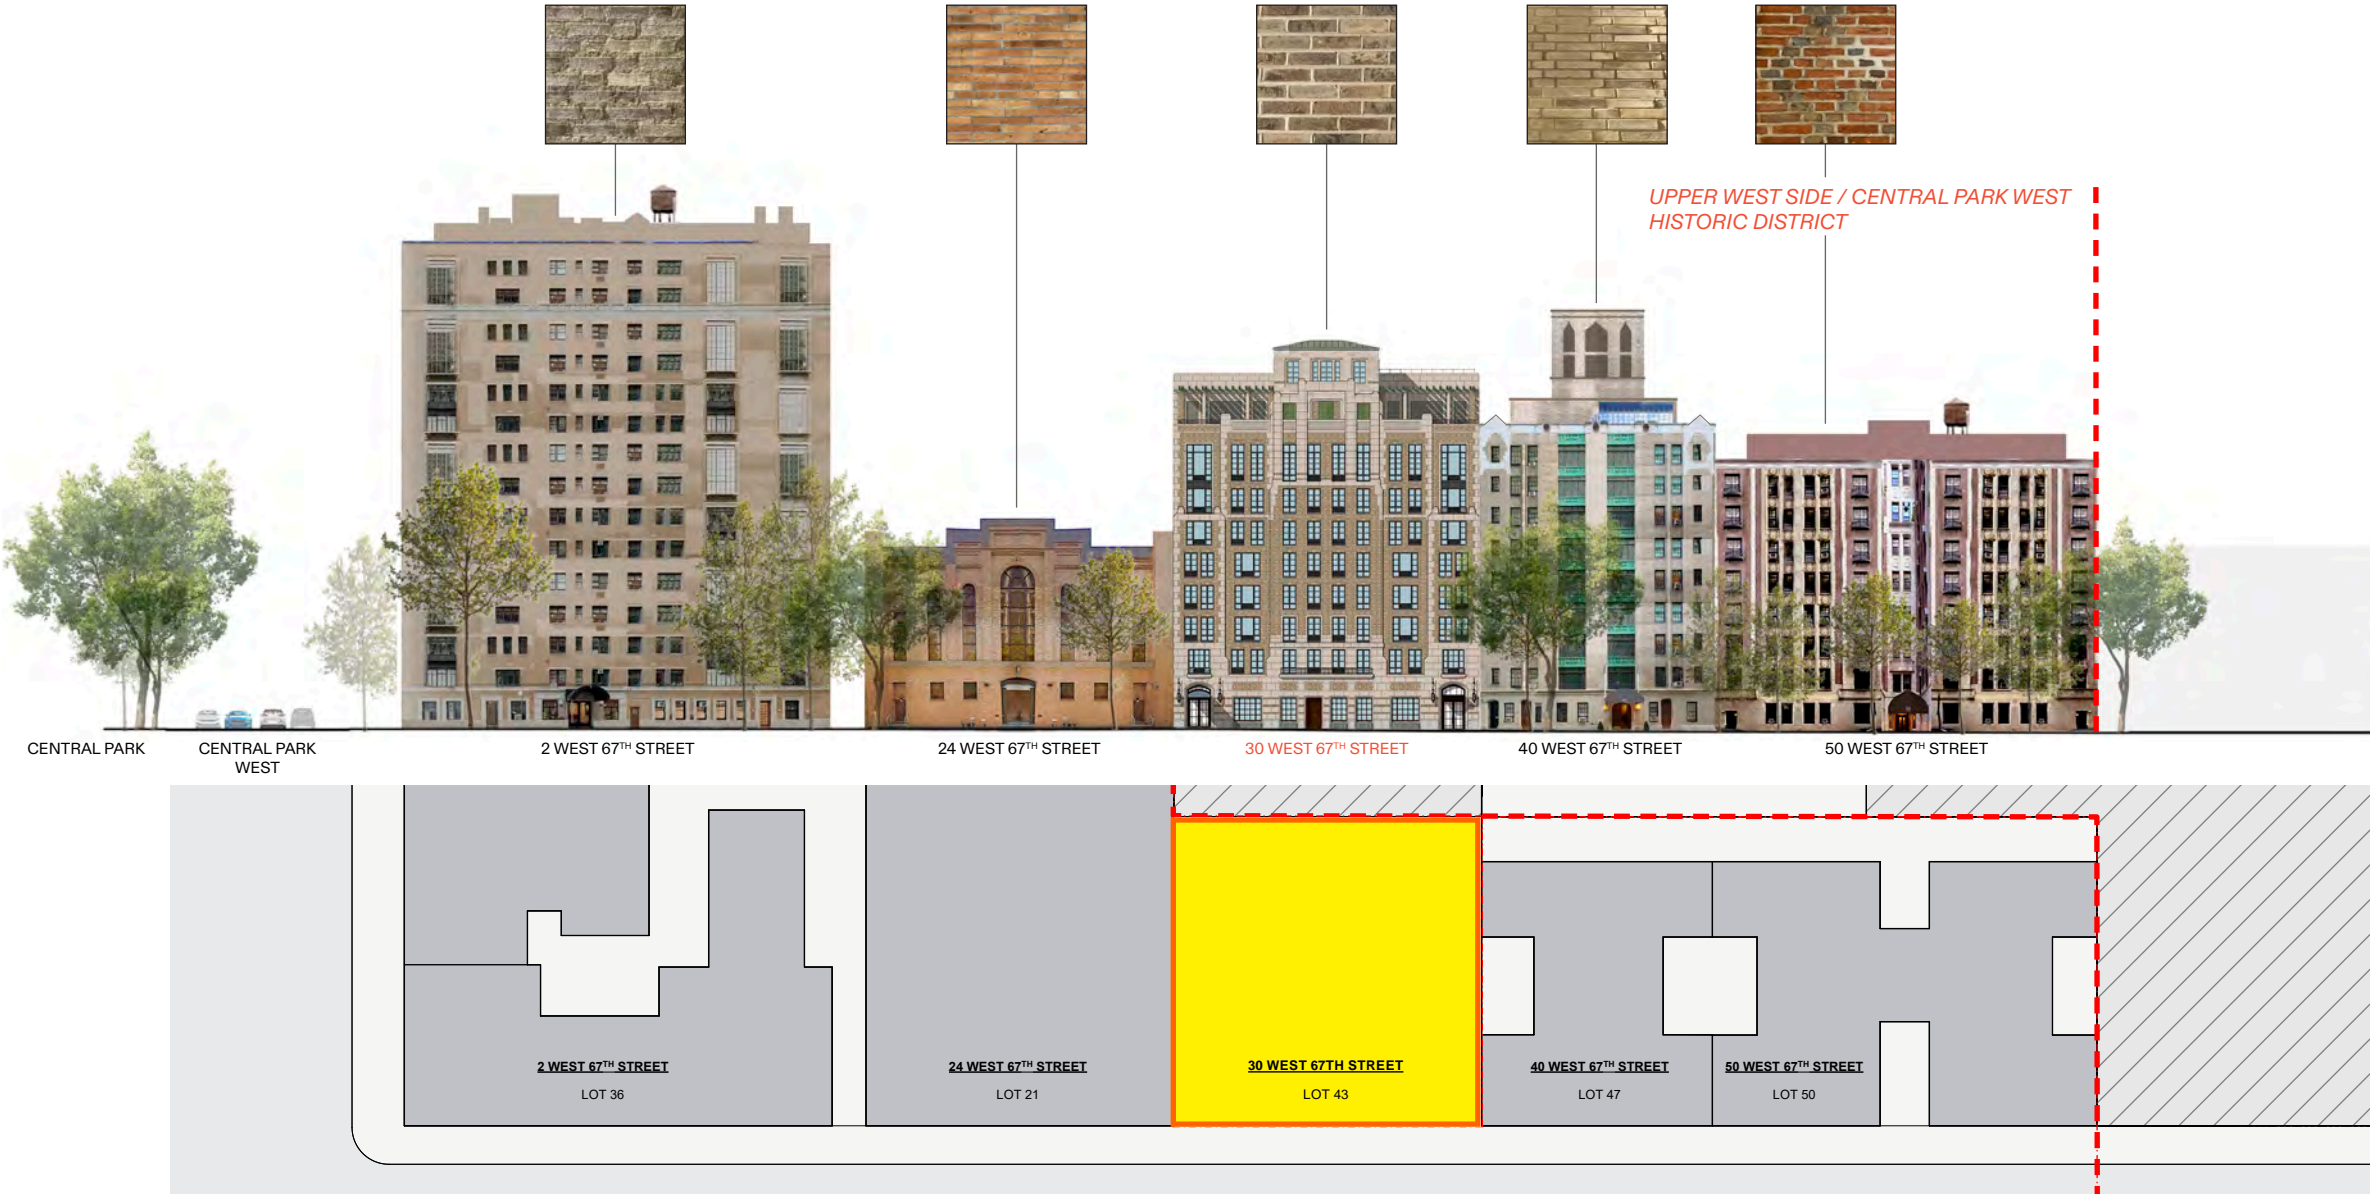 UPPER WEST SIDE / CENTRAL PARK WEST
HISTORIC DISTRICT
CENTRAL PARK
CENTRAL PARK
WEST
2 WEST 67TH STREET
24 WEST 67TH STREET
30 WEST 67TH STREET
40 WEST 67TH STREET
50 WEST 67TH STREET
2 WEST 67TH STREET
LOT 36
24 WEST 67TH STREET
LOT 21
30 WEST 67TH STREET
LOT 43
40 WEST 67TH STREET
LOT 47
50 WEST 67TH STREET
LOT 50